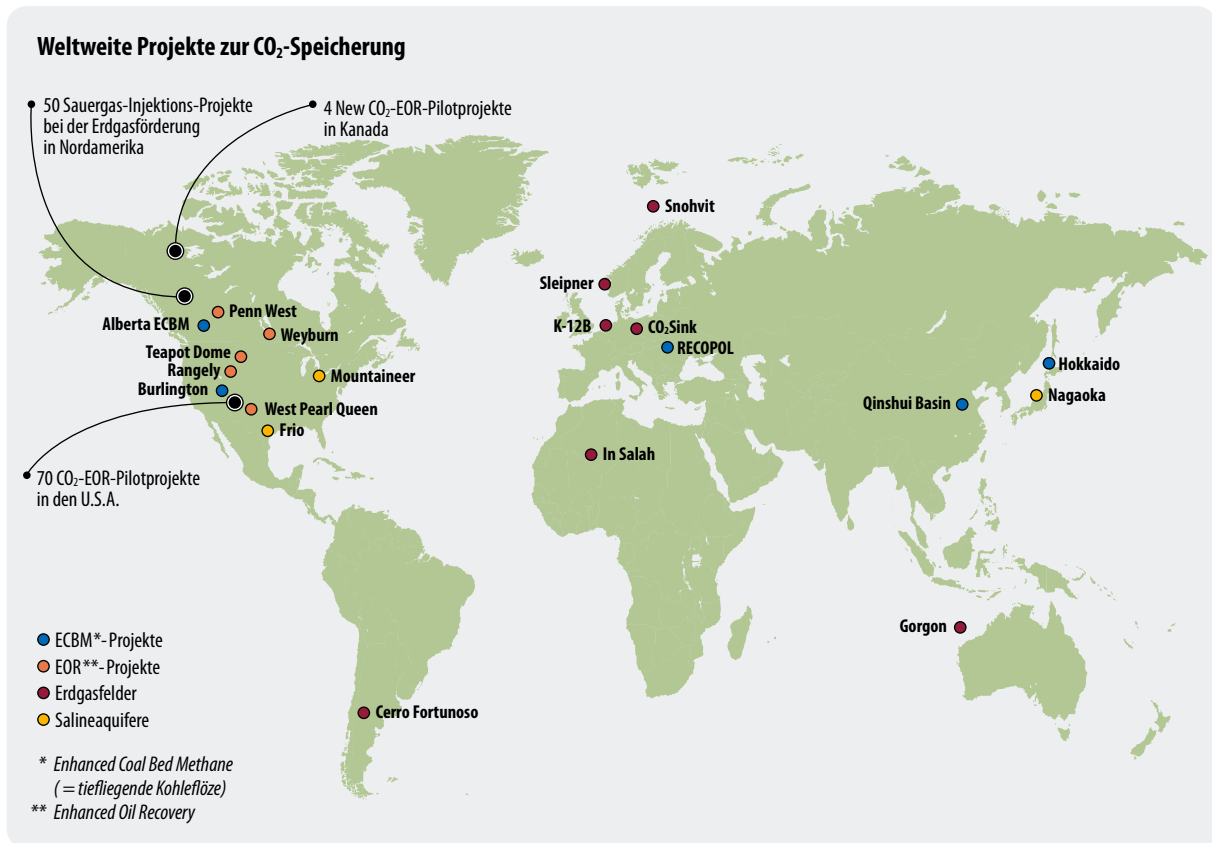 Weltweite Projekte zur CO₂-Speicherung
50 Sauergas-Injektions-Projekte
bei der Erdgasförderung
in Nordamerika
4 New CO₂-EOR-Pilotprojekte
in Kanada
Snohvit
Sleipner
K-12B
CO₂Sink
RECOPOL
Penn West
Alberta ECBM
Weyburn
Teapot Dome
Rangely
Mountaineer
Burlington
West Pearl Queen
Frio
Hokkaido
Nagaoka
Qinshui Basin
In Salah
70 CO₂-EOR-Pilotprojekte
in den U.S.A.
Gorgon
Cerro Fortunoso
ECBM*-Projekte
EOR**-Projekte
Erdgasfelder
Salineaquifere
* Enhanced Coal Bed Methane
( = tiefliegende Kohleflöze)
** Enhanced Oil Recovery